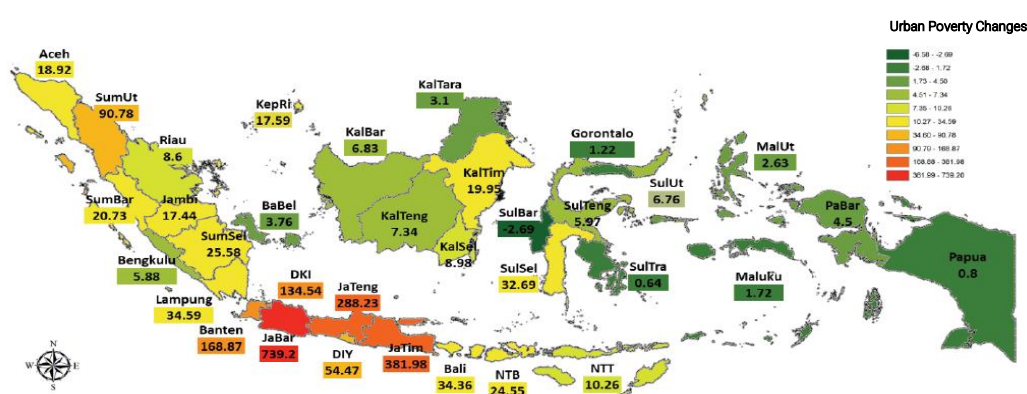 Urban Poverty Changes
-6.58 - -2.69
-2.68 - 1.72
1.73 - 4.50
4.51 - 7.34
7.35 - 10.26
10.27 - 34.59
34.60 - 90.78
90.79 - 168.87
168.88 - 381.98
381.99 - 739.20
Aceh
18.92
SumUt
90.78
KepRi
17.59
Riau
8.6
KalTara
3.1
KalBar
6.83
Gorontalo
1.22
MalUt
2.63
KalTim
19.95
SumBar
20.73
Jambi
17.44
BaBel
3.76
KalTeng
7.34
SulBar
-2.69
SulTeng
5.97
SulUt
6.76
PaBar
4.5
SumSel
25.58
KalSel
8.98
Bengkulu
5.88
Papua
0.8
SulSel
32.69
SulTra
0.64
Maluku
1.72
Lampung
34.59
DKI
134.54
JaTeng
288.23
Banten
168.87
JaBar
739.2
DIY
54.47
JaTim
381.98
Bali
34.36
NTB
24.55
NTT
10.26
N
W
E
S